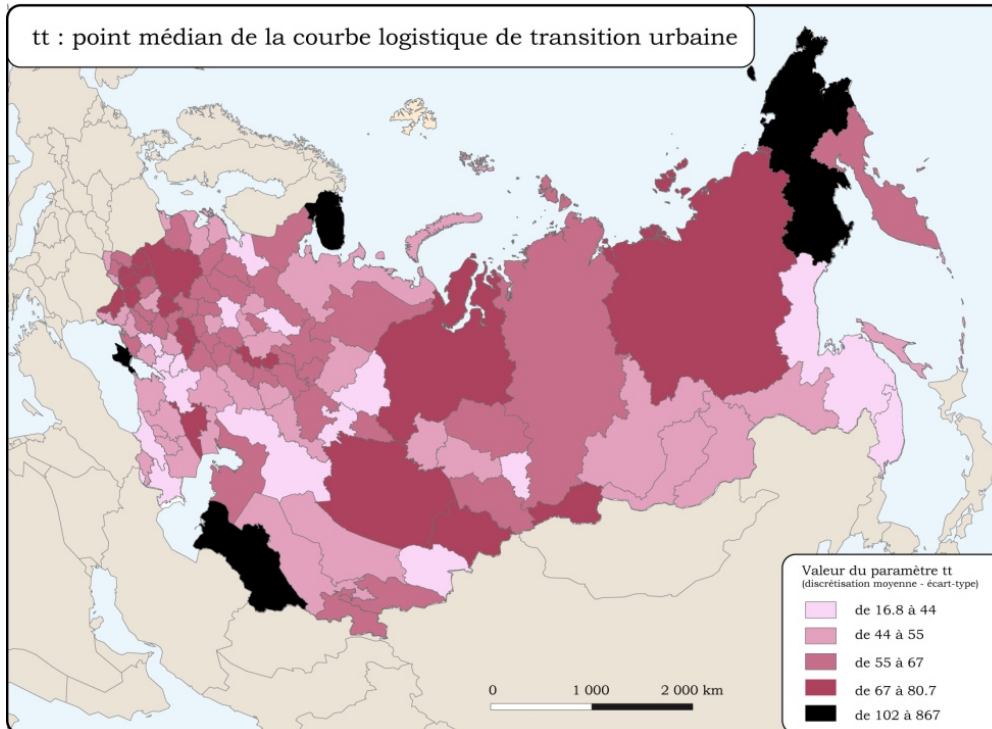 tt : point médian de la courbe logistique de transition urbaine
0 1 000 2 000 km
Valeur du paramètre tt
(discrétisation moyenne - écart-type)
de 16.8 à 44
de 44 à 55
de 55 à 67
de 67 à 80.7
de 102 à 867